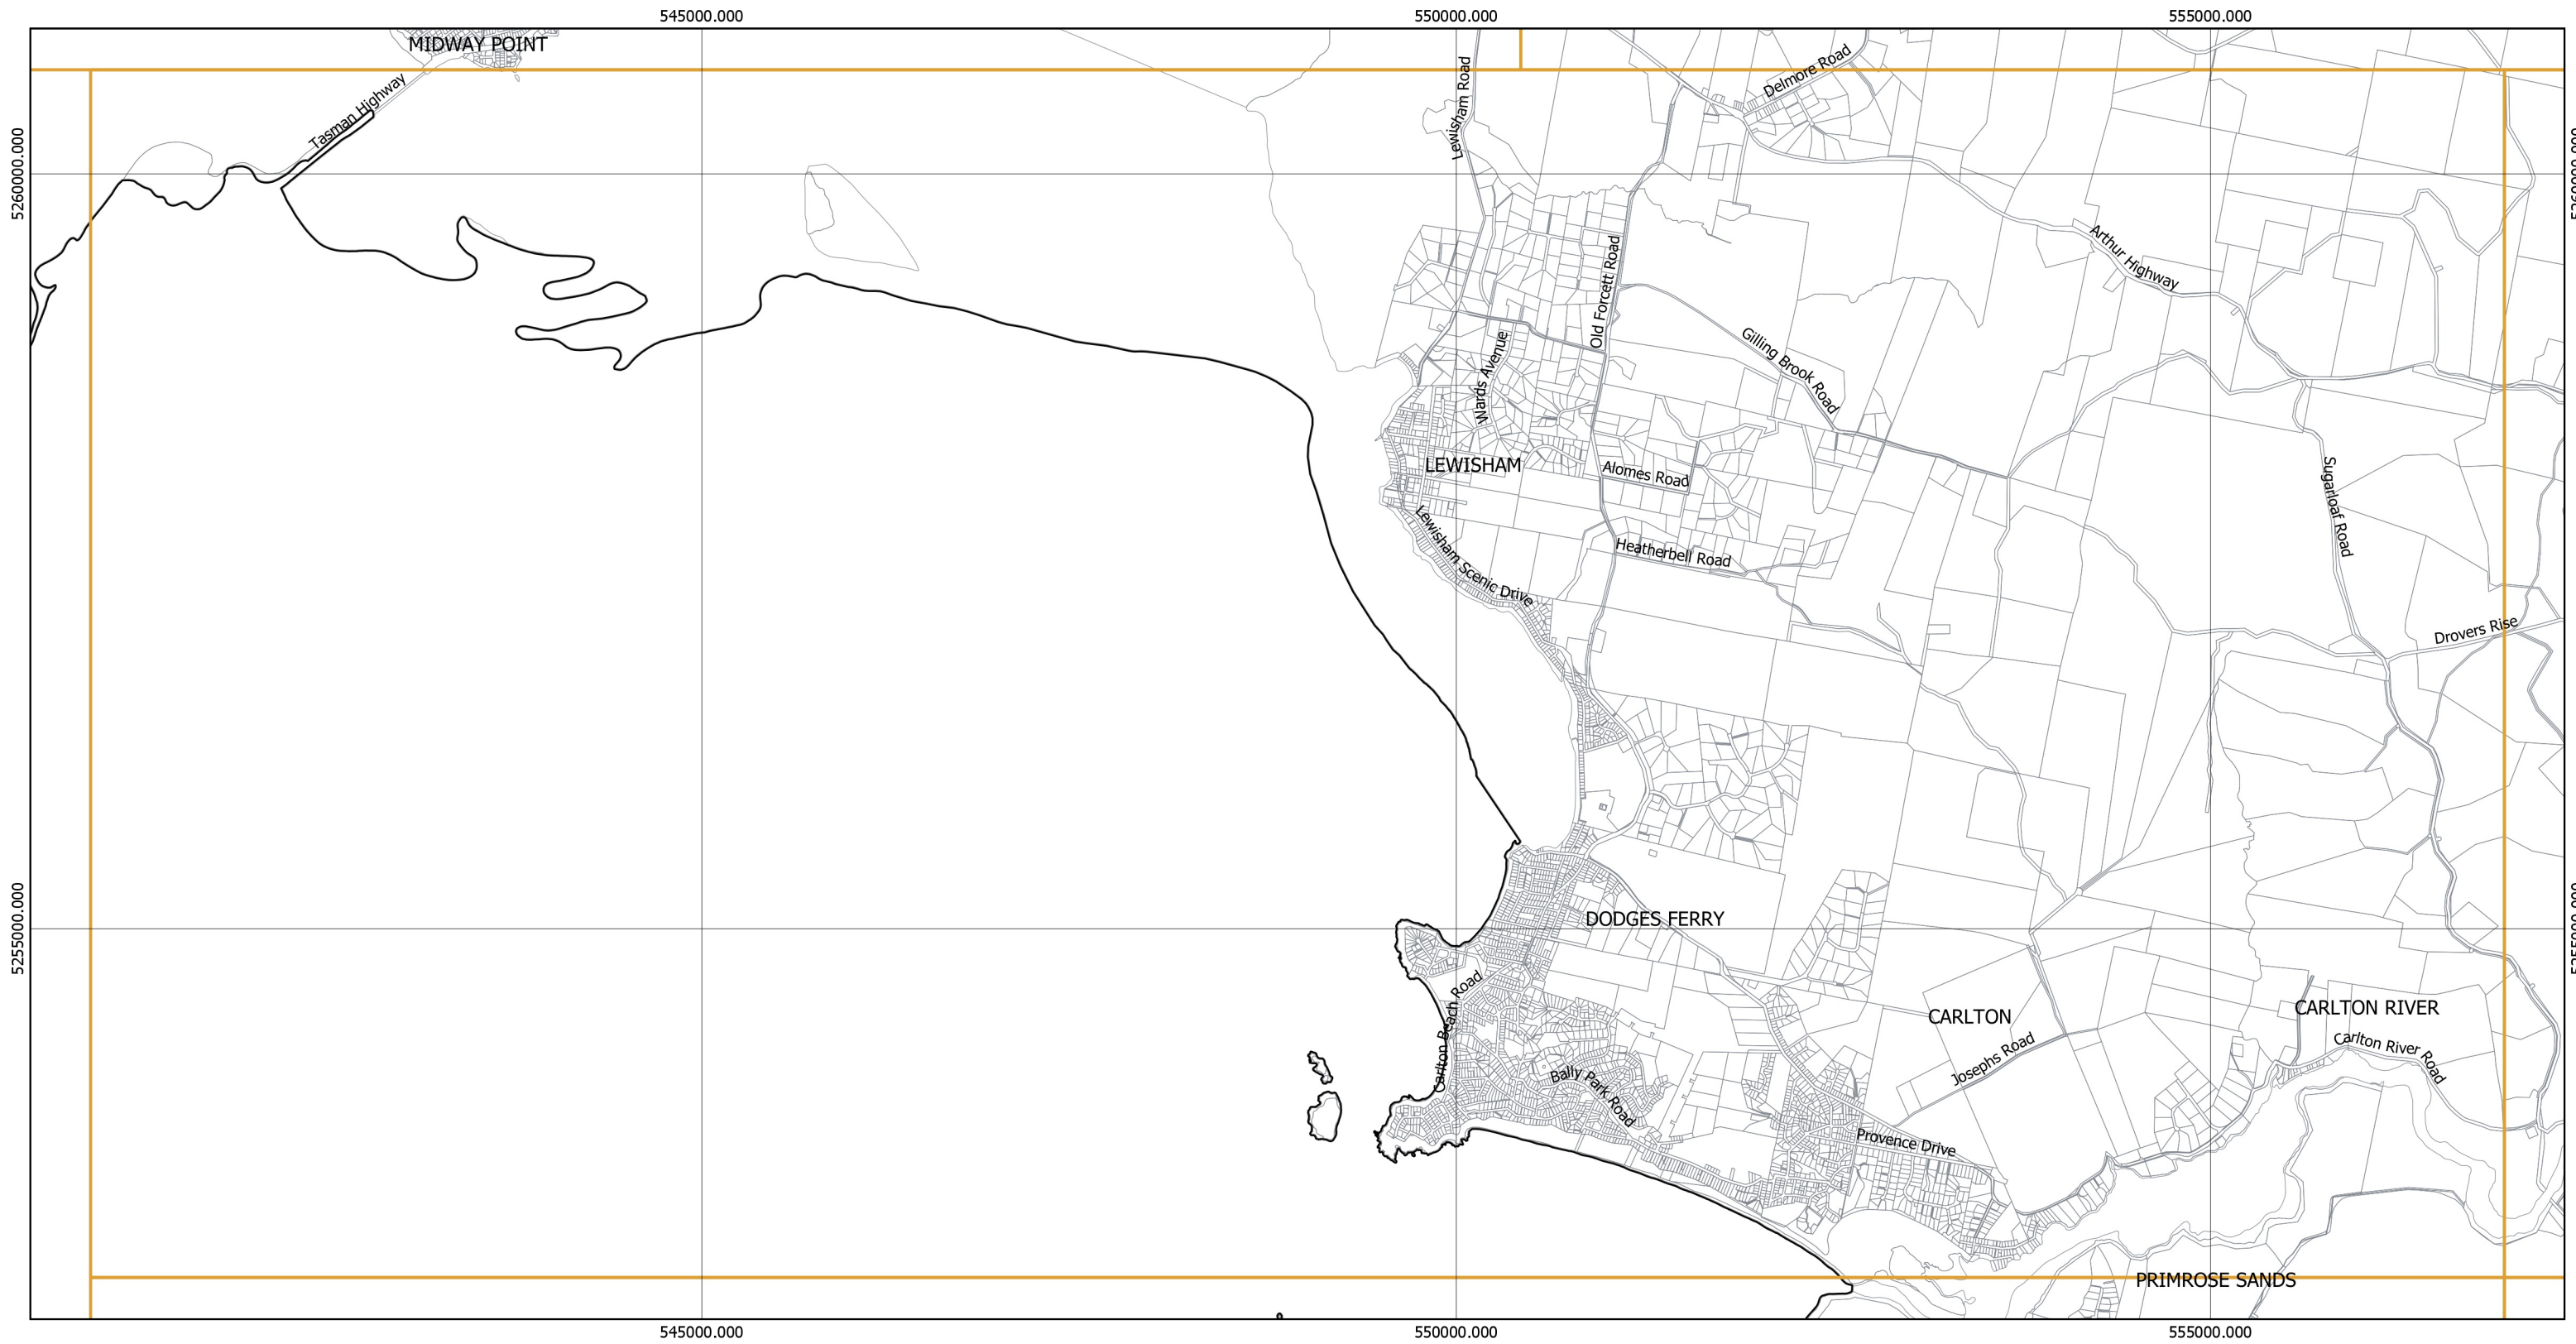 545000.000
550000.000
555000.000
MIDWAY POINT
Tasman Highway
Lewisham Road
Delmore Road
5260000.000
Arthur Highway
Old Forcett Road
Gilling Brook Road
Wards Avenue
LEWISHAM
Alomes Road
Sugarloaf Road
Lewisham Scenic Drive
Heatherbell Road
Drovers Rise
5255000.000
DODGES FERRY
Carlton Beach Road
CARLTON
CARLTON RIVER
Josephs Road
Carlton River Road
Bally Park Road
Provence Drive
PRIMROSE SANDS
545000.000
550000.000
555000.000